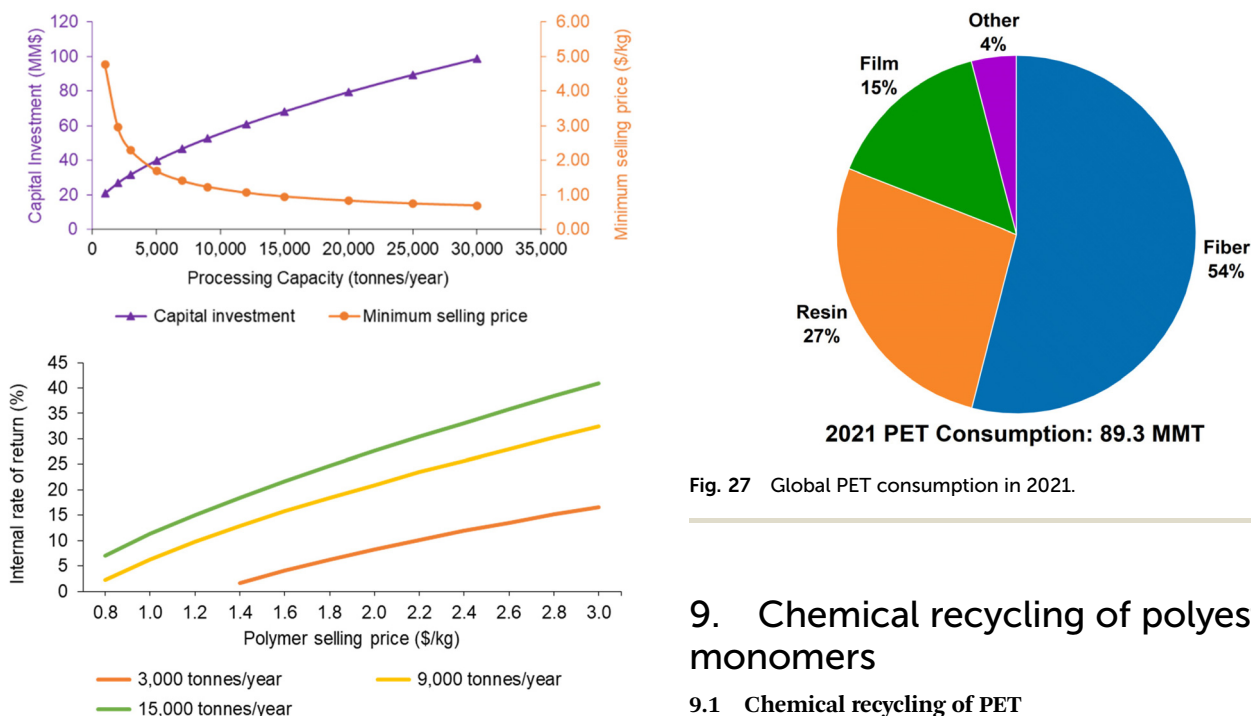 120
100
80
60
40
20
0
Capital Investment (MM$)
6.00
5.00
4.00
3.00
2.00
1.00
0.00
Minimum selling price ($/kg)
0 5,000 10,000 15,000 20,000 25,000 30,000 35,000
Processing Capacity (tonnes/year)
Capital investment Minimum selling price
45
40
35
30
25
20
15
10
5
0
Internal rate of return (%)
0.8 1.0 1.2 1.4 1.6 1.8 2.0 2.2 2.4 2.6 2.8 3.0
Polymer selling price ($/kg)
3,000 tonnes/year 9,000 tonnes/year
15,000 tonnes/year
Other
4%
Film
15%
Fiber
54%
Resin
27%
2021 PET Consumption: 89.3 MMT
Fig. 27 Global PET consumption in 2021.
9. Chemical recycling of polyes
monomers
9.1 Chemical recycling of PET